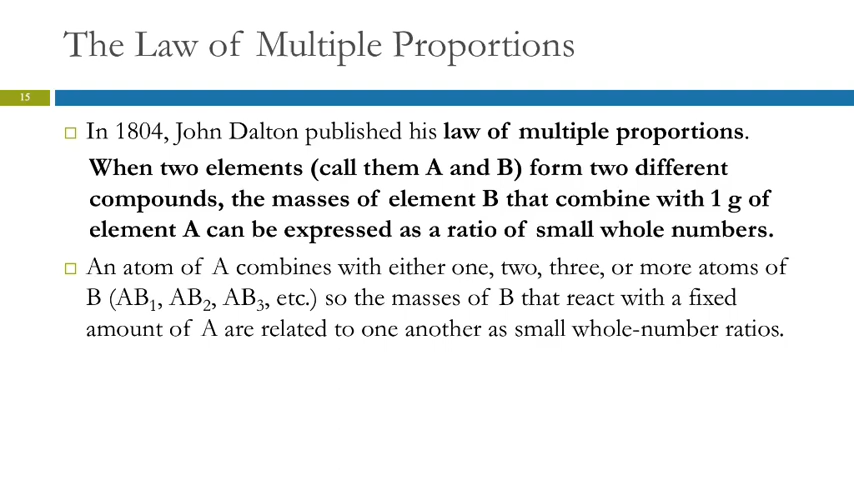 The Law of Multiple Proportions
15
□ In 1804, John Dalton published his law of multiple proportions.
When two elements (call them A and B) form two different
compounds, the masses of element B that combine with 1 g of
element A can be expressed as a ratio of small whole numbers.
□ An atom of A combines with either one, two, three, or more atoms of
B (AB₁, AB₂, AB₃, etc.) so the masses of B that react with a fixed
amount of A are related to one another as small whole-number ratios.